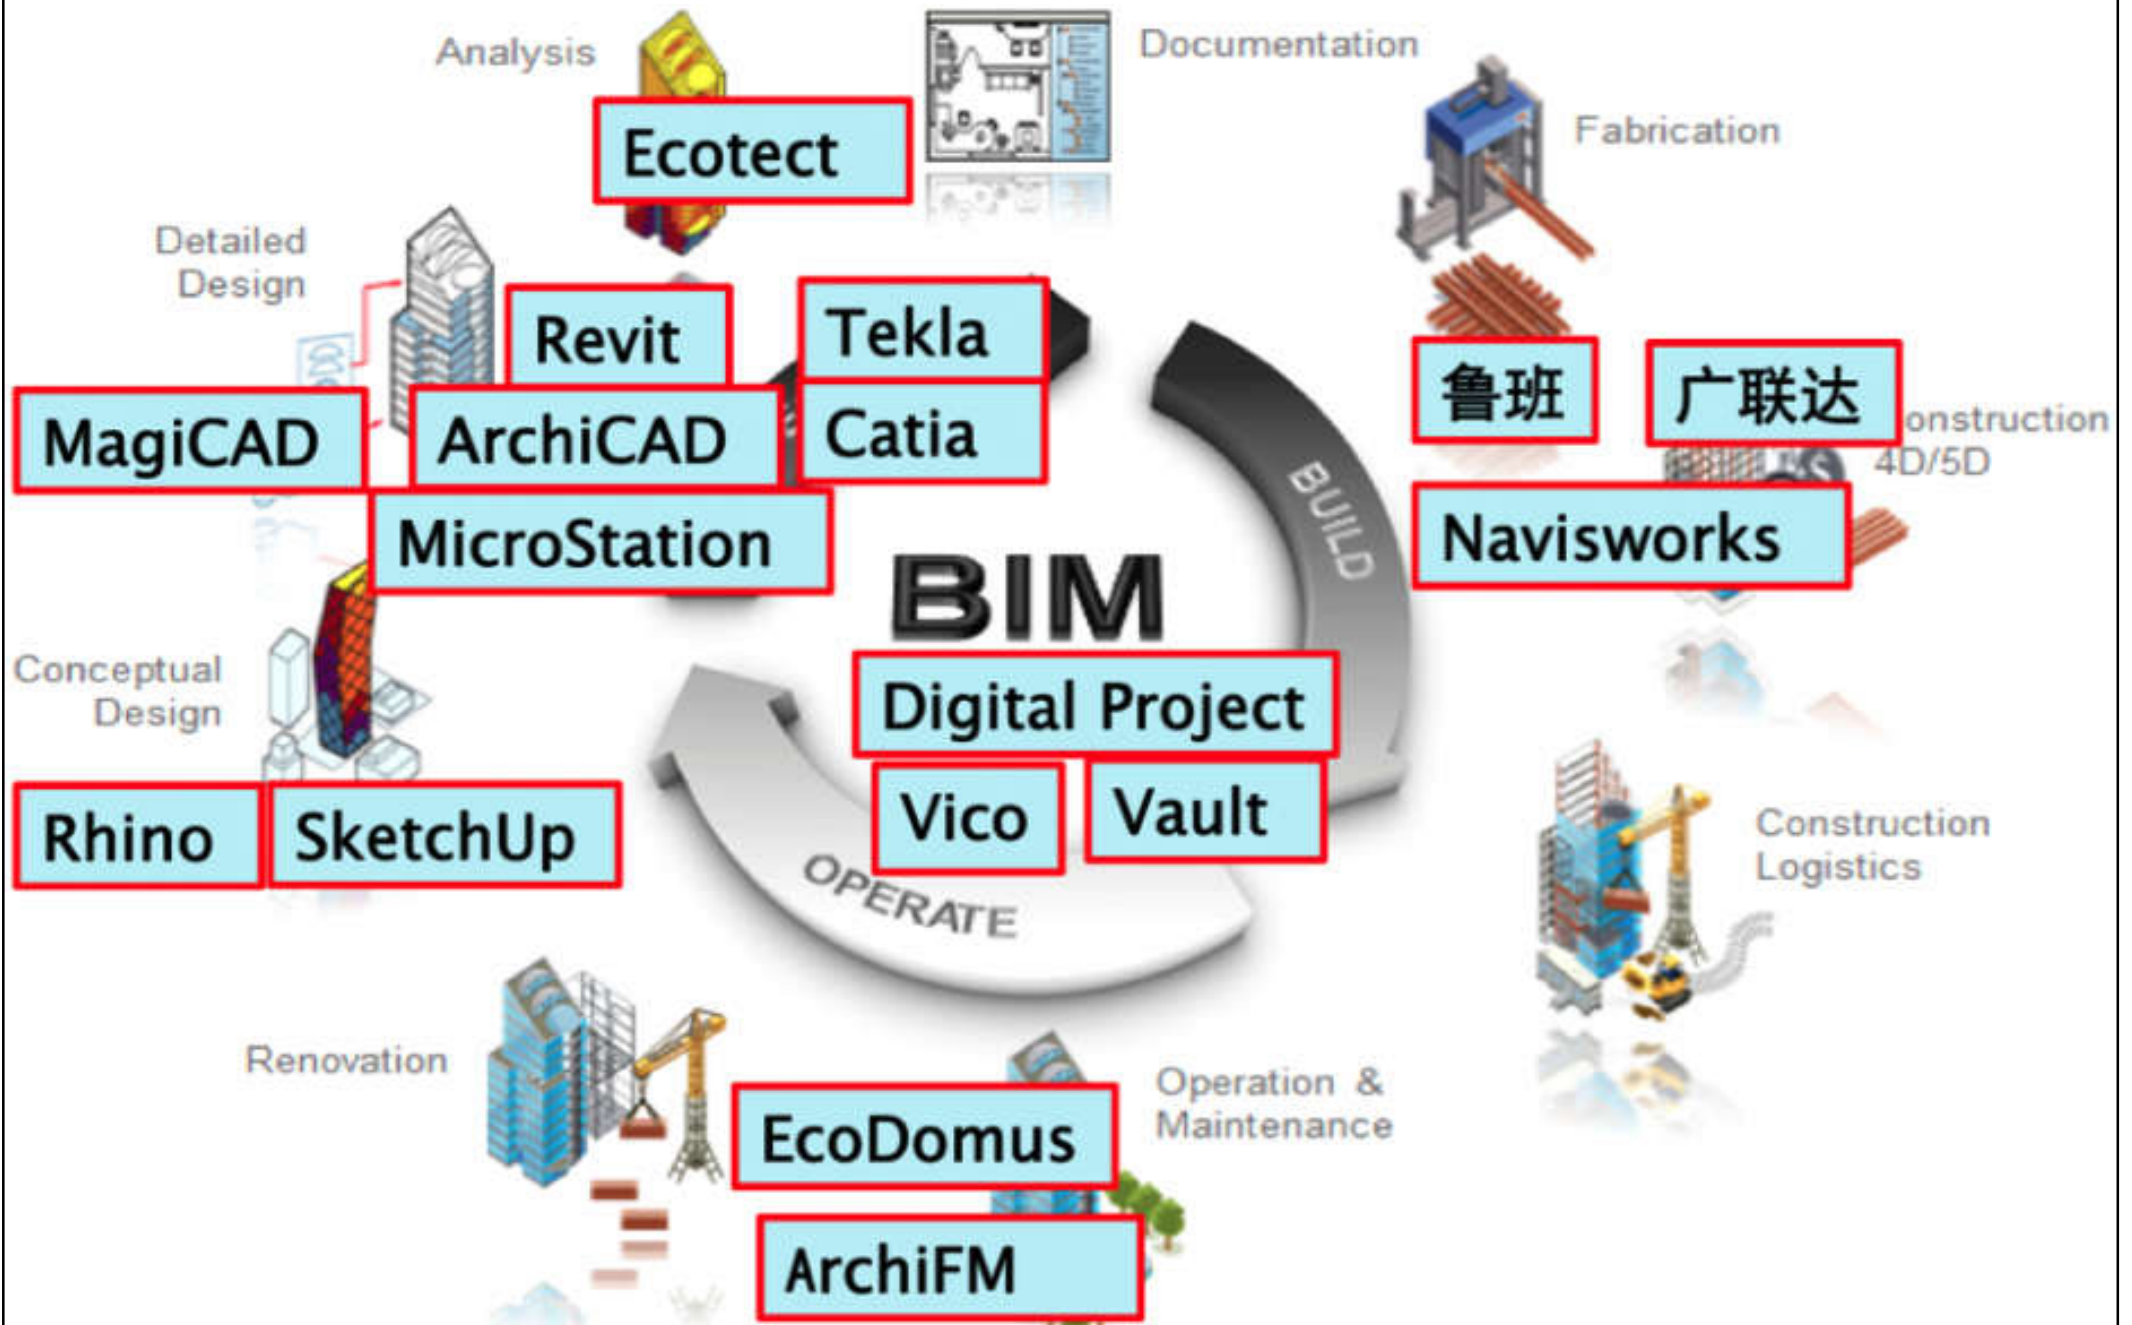 Analysis
Documentation
Fabrication
Ecotect
Detailed
Design
Revit
Tekla
MagiCAD
ArchiCAD
Catia
MicroStation
鲁班
广联达
onstruction
4D/5D
Navisworks
BUILD
BIM
Conceptual
Design
Digital Project
Vico
Vault
Rhino
SketchUp
OPERATE
Construction
Logistics
Renovation
Operation &
Maintenance
EcoDomus
ArchiFM